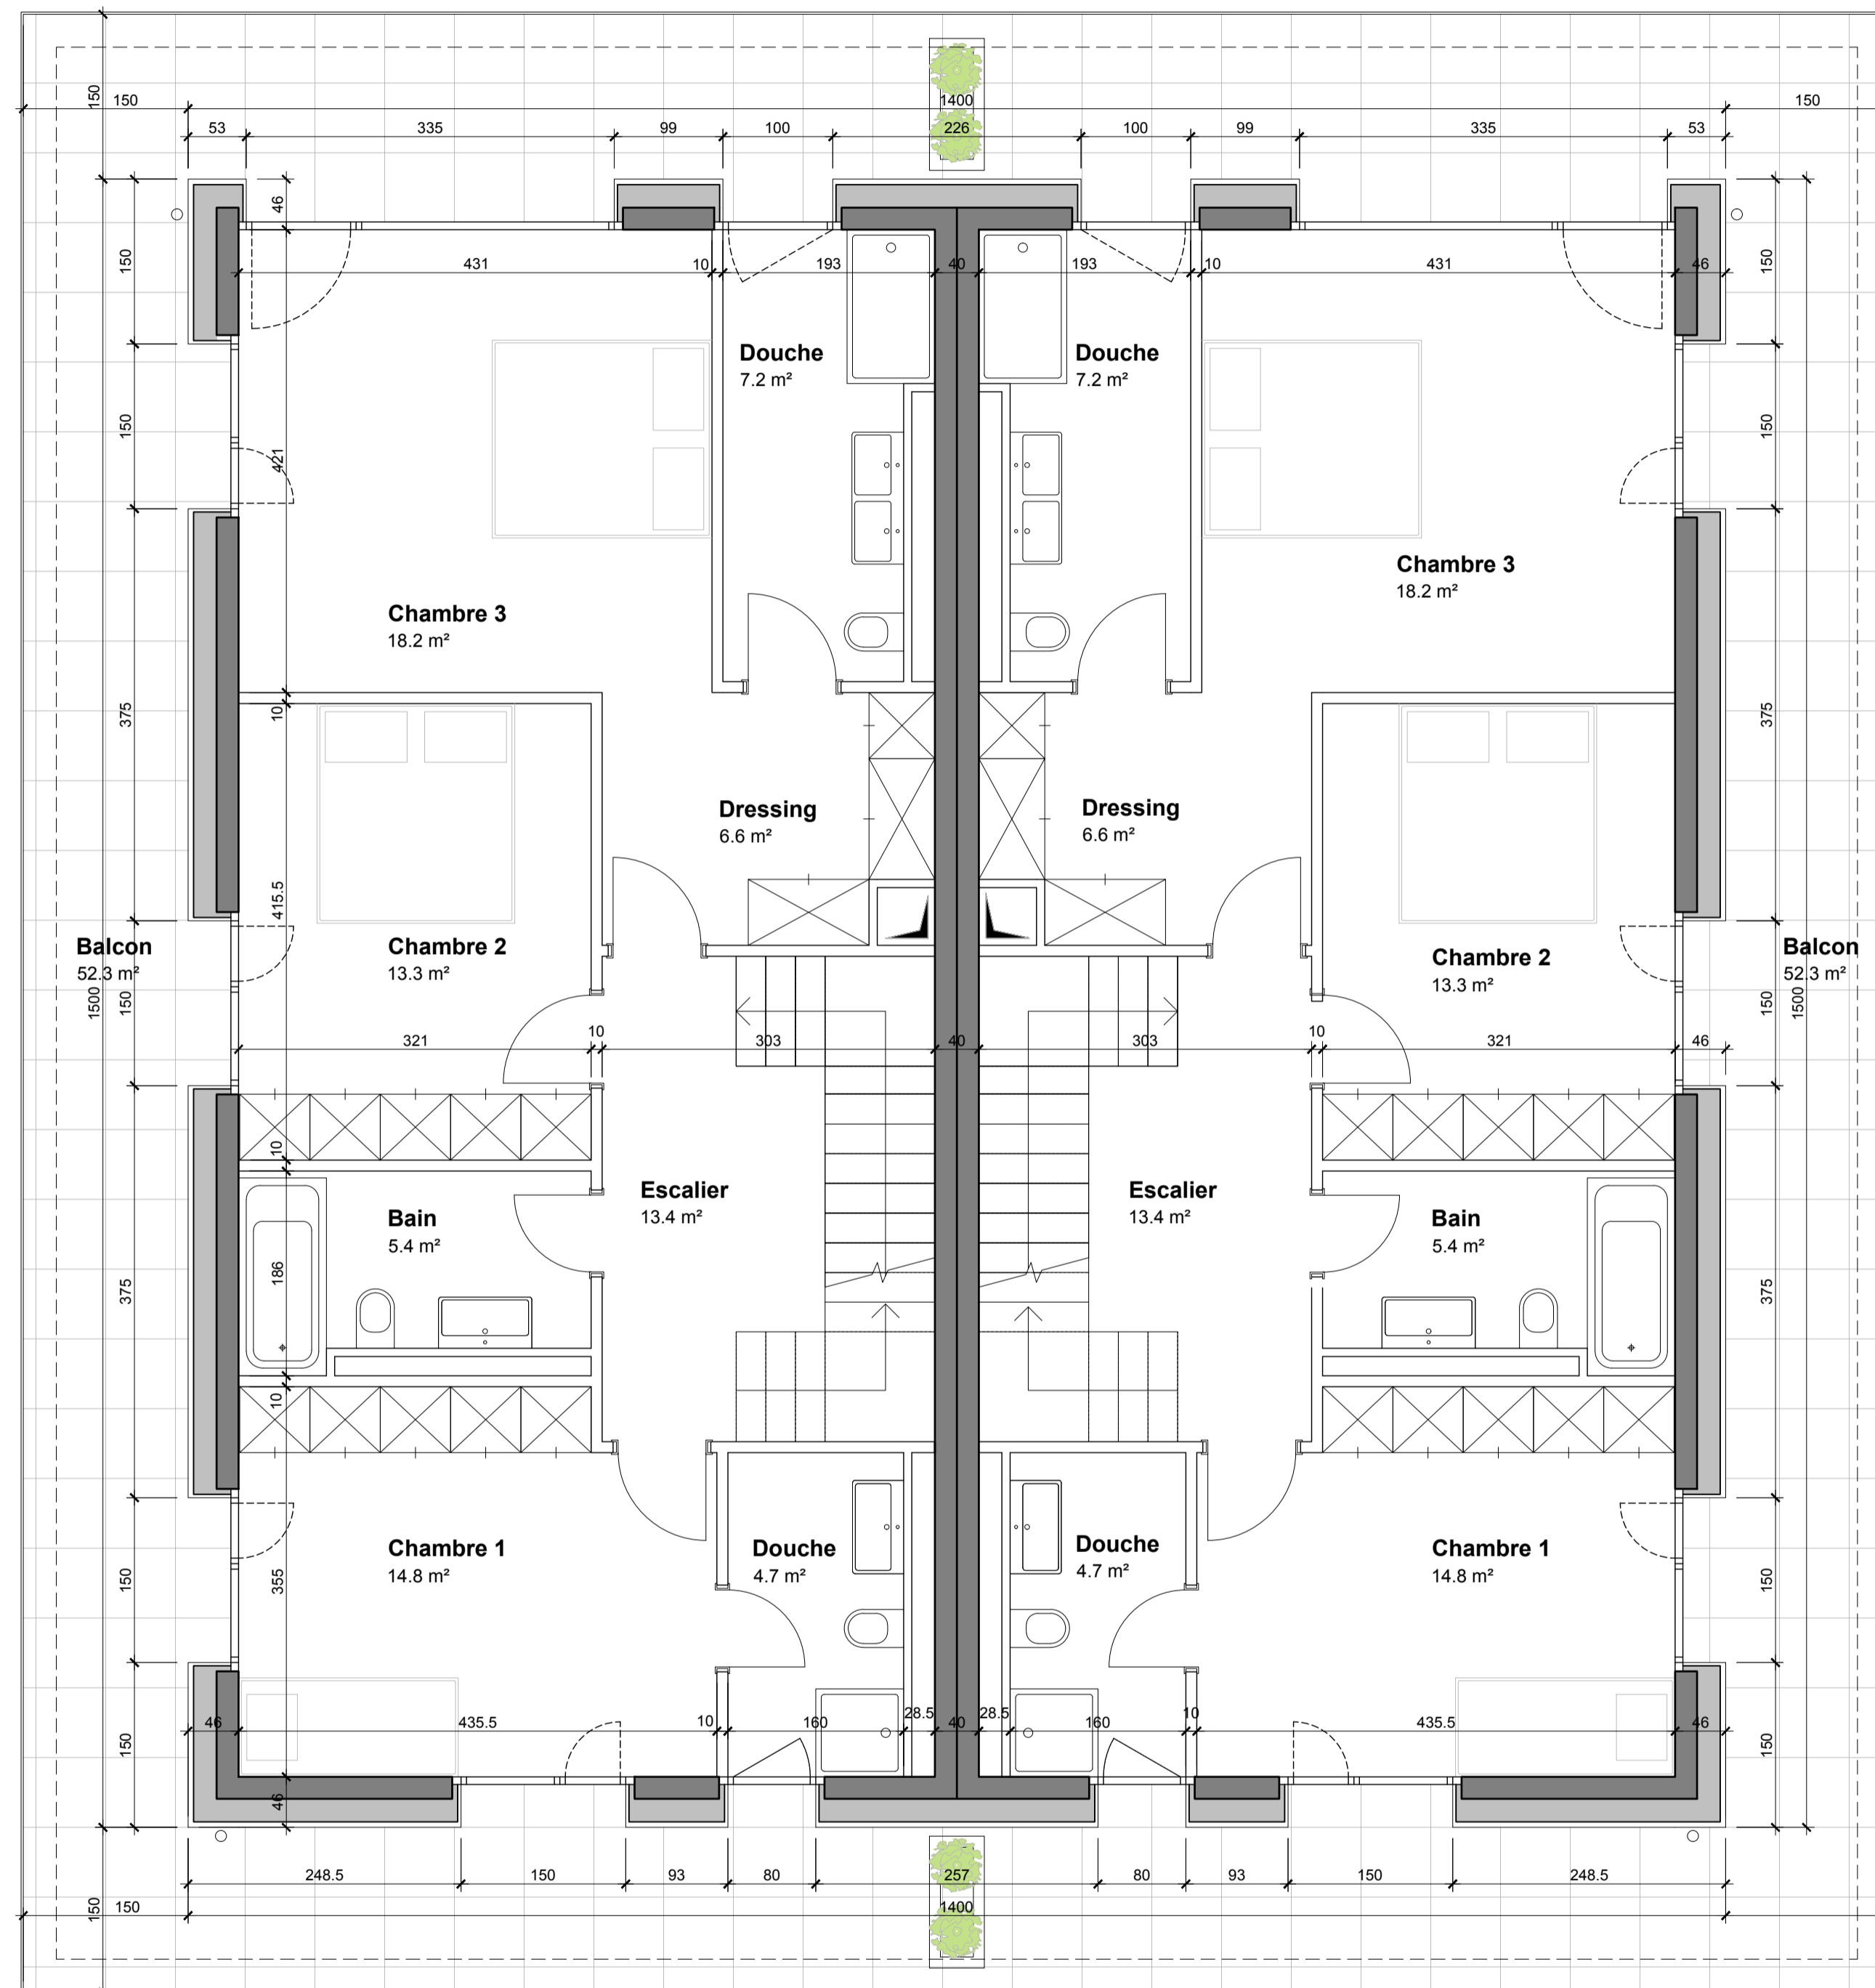 150
150
1400
150
53
335
99
100
226
100
99
335
53
46
150
150
431
10
193
40
193
10
431
46
Douche
7.2 m²
Douche
7.2 m²
150
421
150
Chambre 3
18.2 m²
Chambre 3
18.2 m²
375
10
375
Dressing
6.6 m²
Dressing
6.6 m²
415.5
Balcon
52.3 m²
Chambre 2
13.3 m²
Chambre 2
13.3 m²
Balcon
52.3 m²
1500
150
150
1500
321
10
303
40
303
10
321
46
10
Escalier
13.4 m²
Escalier
13.4 m²
Bain
5.4 m²
Bain
5.4 m²
375
186
375
10
Chambre 1
14.8 m²
Douche
4.7 m²
Douche
4.7 m²
Chambre 1
14.8 m²
150
355
150
46
435.5
10
160
28.5
40
28.5
160
10
435.5
46
150
150
46
248.5
150
93
80
257
80
93
150
248.5
150
150
1400